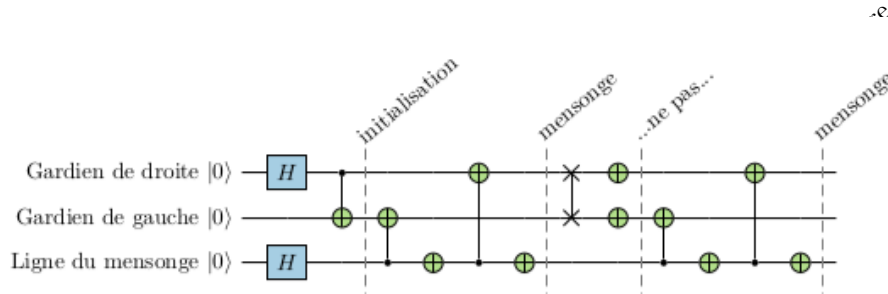 initialisation
mensonge
...ne pas...
mensonge
Gardien de droite |0⟩
H
Gardien de gauche |0⟩
Ligne du mensonge |0⟩
H